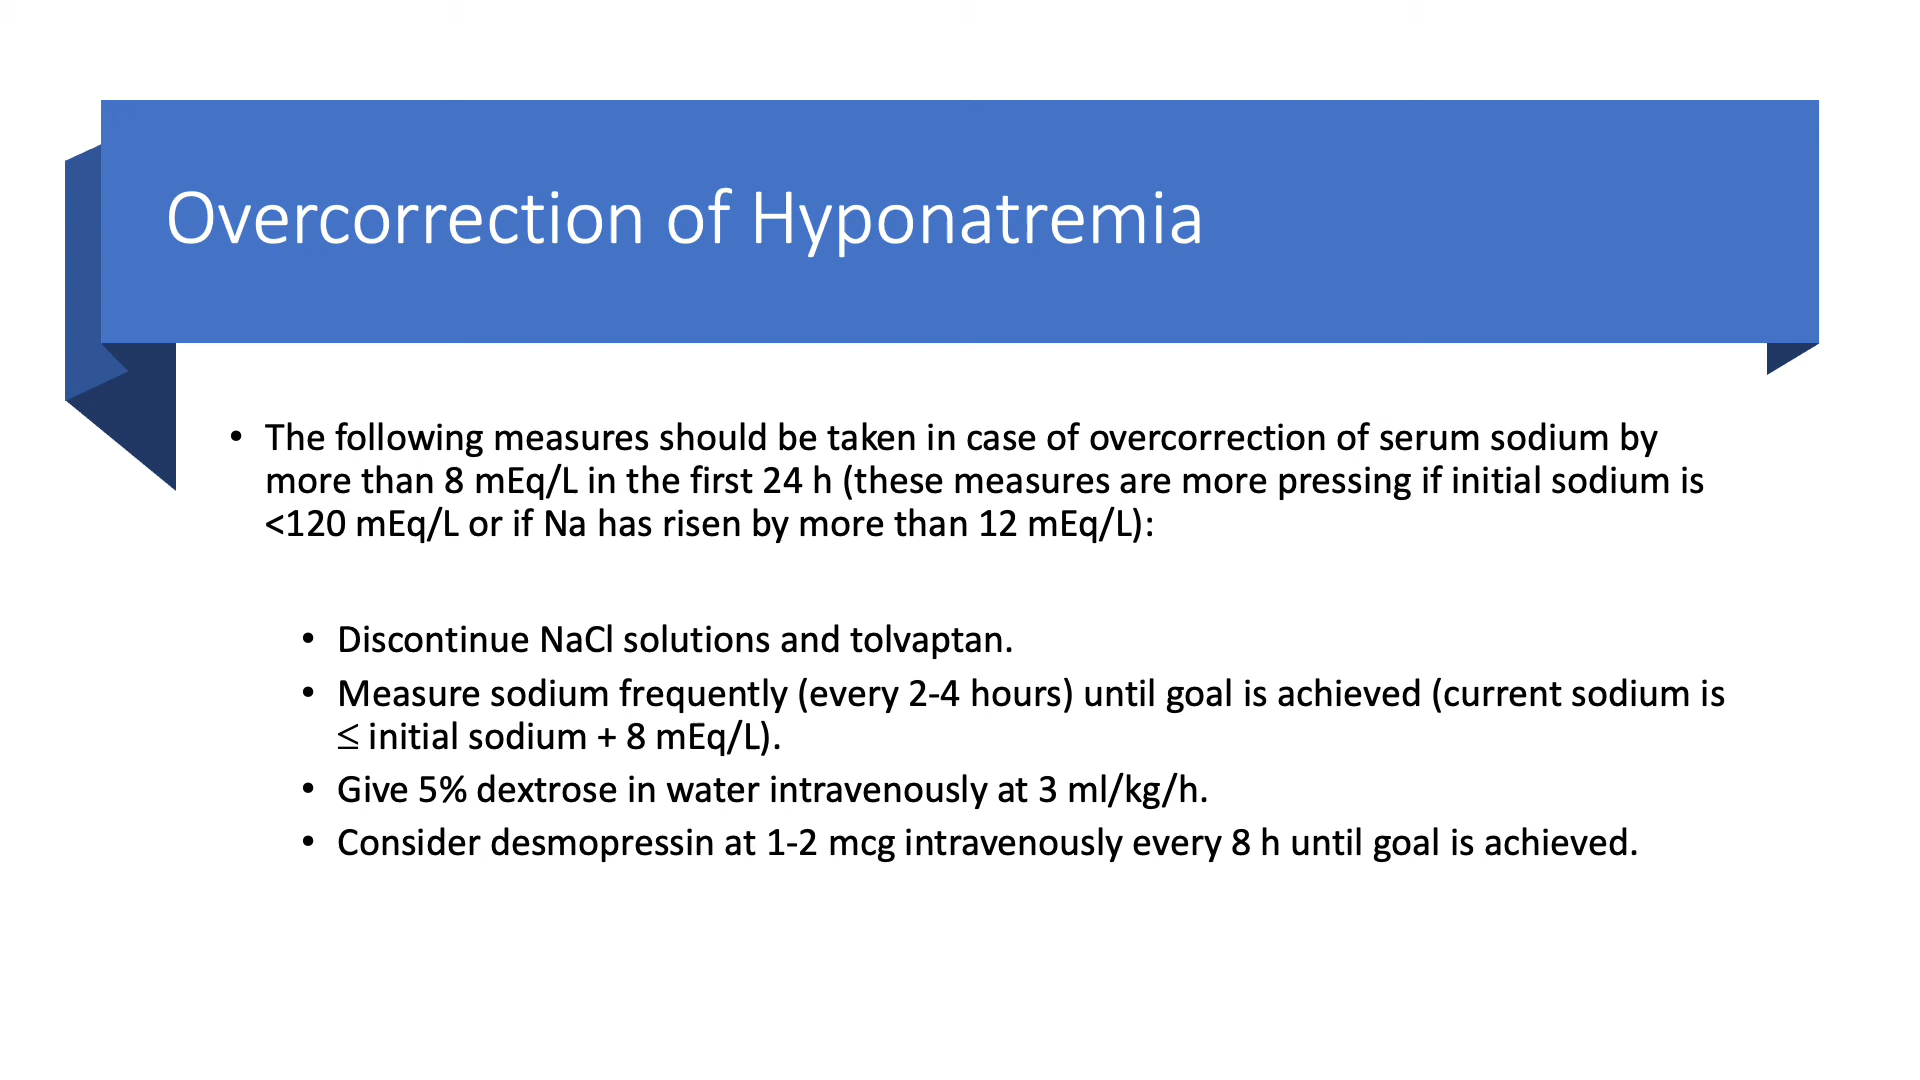 Overcorrection of Hyponatremia
• The following measures should be taken in case of overcorrection of serum sodium by
more than 8 mEq/L in the first 24 h (these measures are more pressing if initial sodium is
<120 mEq/L or if Na has risen by more than 12 mEq/L):
• Discontinue NaCl solutions and tolvaptan.
• Measure sodium frequently (every 2-4 hours) until goal is achieved (current sodium is
≤ initial sodium + 8 mEq/L).
• Give 5% dextrose in water intravenously at 3 ml/kg/h.
• Consider desmopressin at 1-2 mcg intravenously every 8 h until goal is achieved.